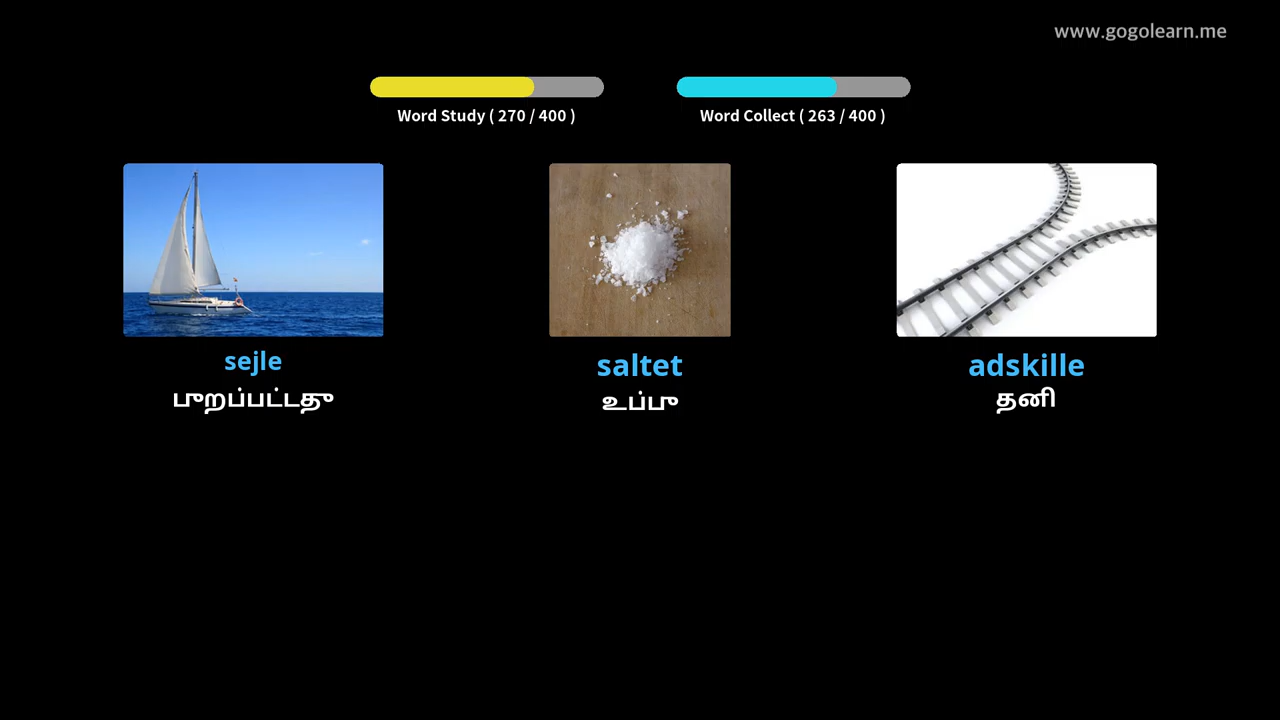 www.gogolearn.me
Word Study ( 270 / 400 )
Word Collect ( 263 / 400 )
sejle
saltet
adskille
புறப்பட்டது
உப்பு
தனி